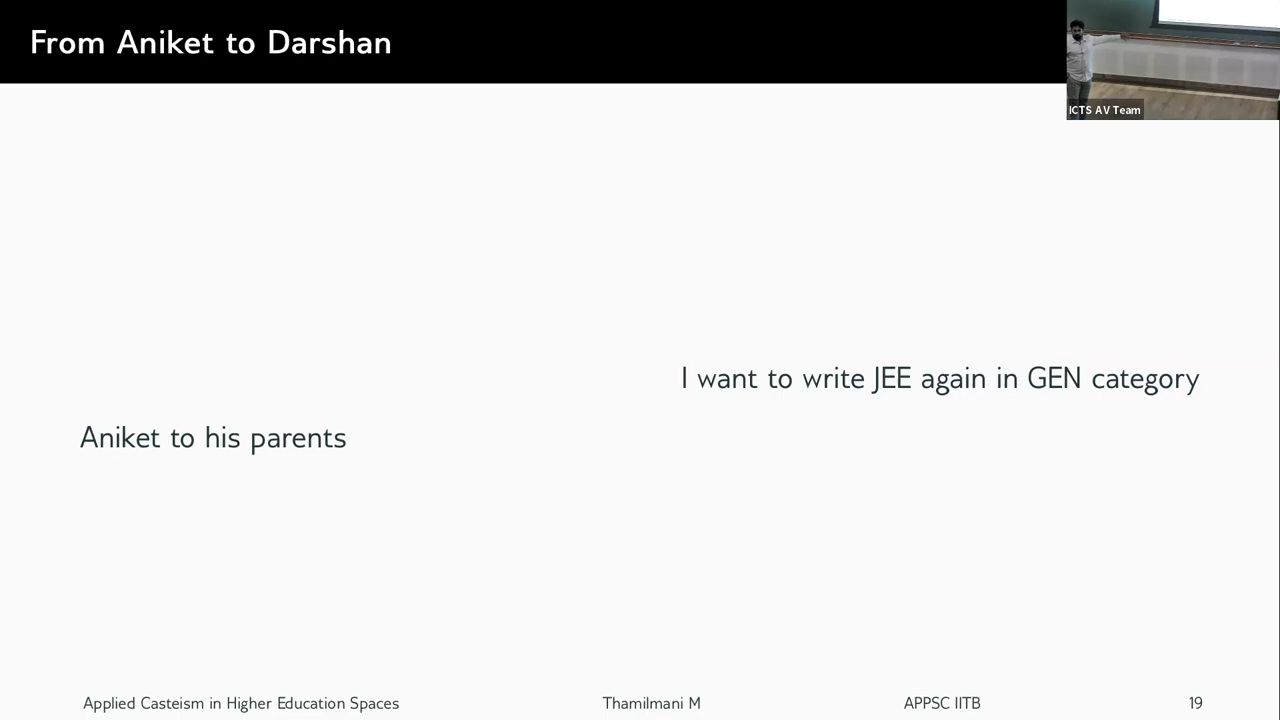 From Aniket to Darshan
ICTS AV Team
I want to write JEE again in GEN category
Aniket to his parents
Applied Casteism in Higher Education Spaces Thamilmani M APPSC IITB 19